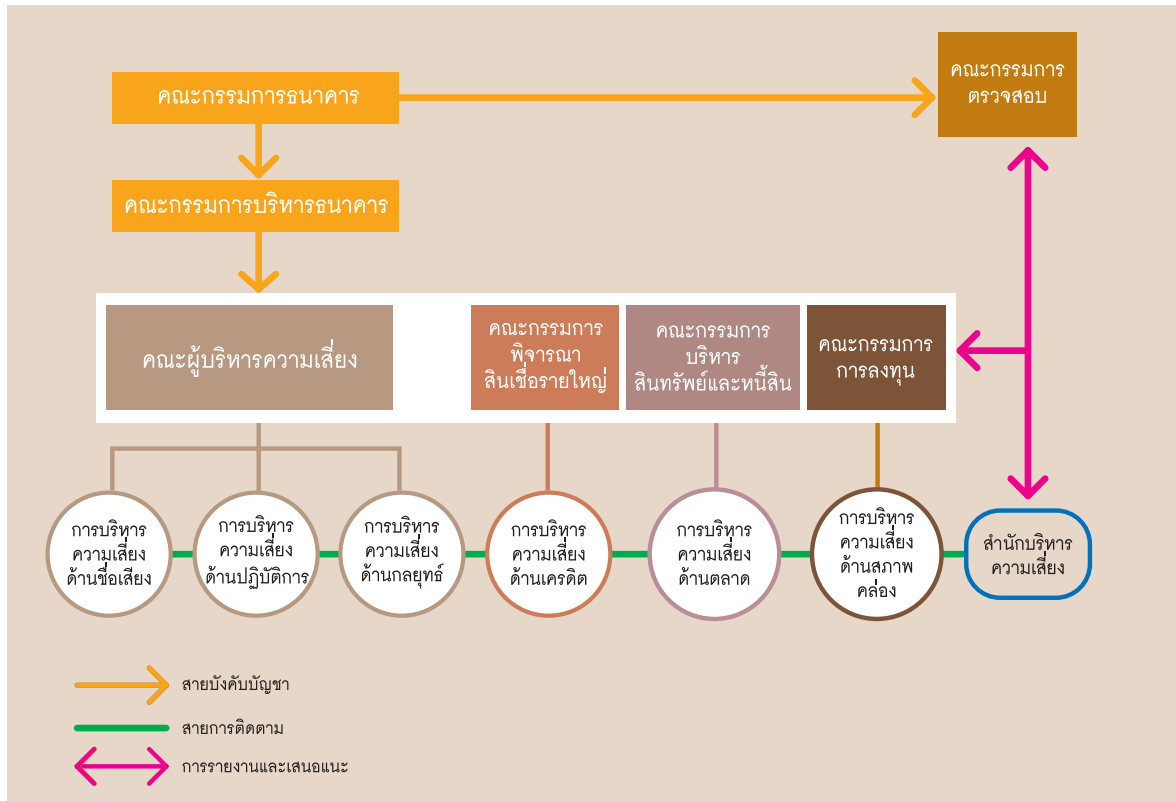 คณะกรรมการธนาคาร
คณะกรรมการ
ตรวจสอบ
คณะกรรมการบริหารธนาคาร
คณะผู้บริหารความเสี่ยง
คณะกรรมการ
พิจารณา
สินเชื่อรายใหญ่
คณะกรรมการ
บริหาร
สินทรัพย์และหนี้สิน
คณะกรรมการ
การลงทุน
การบริหาร
ความเสี่ยง
ด้านชื่อเสียง
การบริหาร
ความเสี่ยง
ด้านปฏิบัติการ
การบริหาร
ความเสี่ยง
ด้านกลยุทธ์
การบริหาร
ความเสี่ยง
ด้านเครดิต
การบริหาร
ความเสี่ยง
ด้านตลาด
การบริหาร
ความเสี่ยง
ด้านสภาพ
คล่อง
สำนักบริหาร
ความเสี่ยง
สายบังคับบัญชา
สายการติดตาม
การรายงานและเสนอแนะ